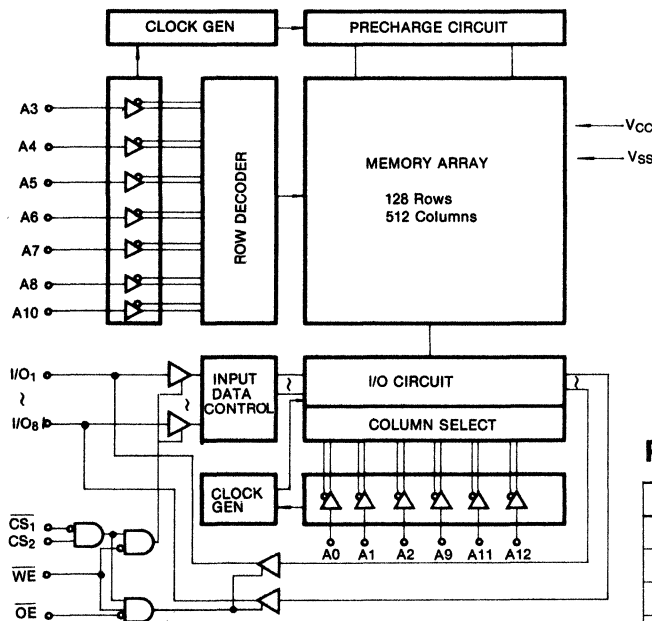 CLOCK GEN
PRECHARGE CIRCUIT
A3
A4
A5
A6
A7
A8
A10
ROW DECODER
MEMORY ARRAY
128 Rows
512 Columns
VCC
VSS
I/O1
~
I/O8
INPUT
DATA
CONTROL
I/O CIRCUIT
COLUMN SELECT
CLOCK
GEN
A0 A1 A2 A9 A11 A12
CS1
CS2
WE
OE